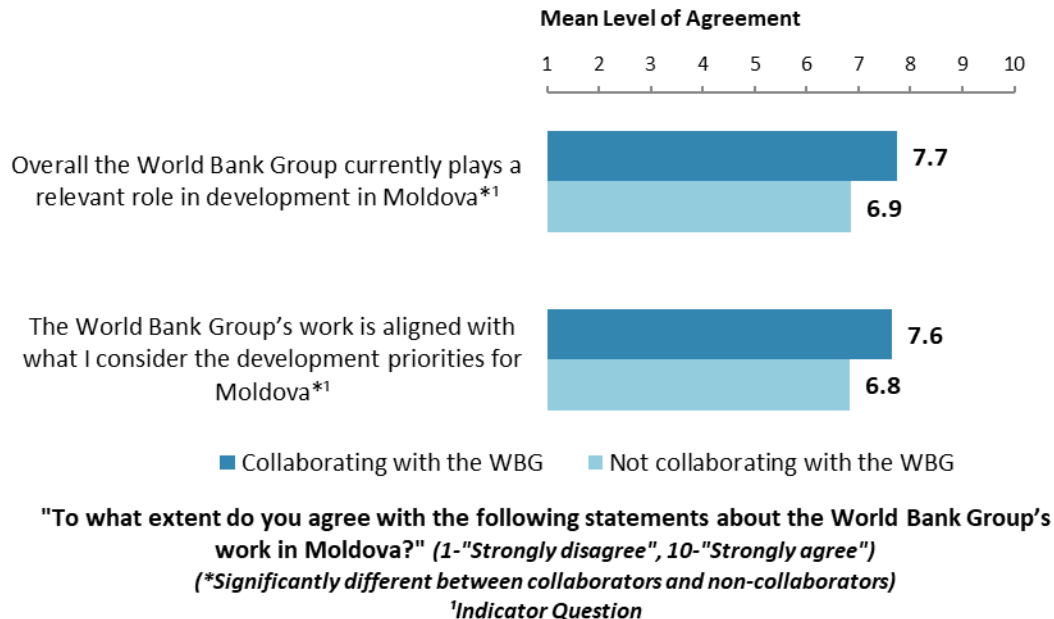 Mean Level of Agreement
1 2 3 4 5 6 7 8 9 10
Overall the World Bank Group currently plays a
relevant role in development in Moldova*¹
7.7
6.9
The World Bank Group’s work is aligned with
what I consider the development priorities for
Moldova*¹
7.6
6.8
Collaborating with the WBG Not collaborating with the WBG
"To what extent do you agree with the following statements about the World Bank Group’s
work in Moldova?" (1-"Strongly disagree", 10-"Strongly agree")
(*Significantly different between collaborators and non-collaborators)
¹Indicator Question